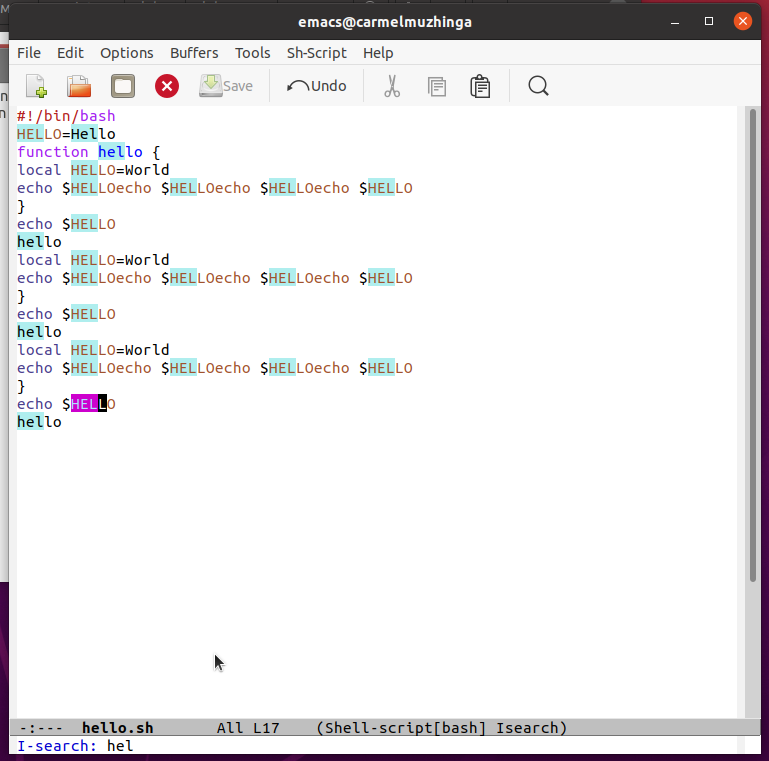 emacs@carmelmuzhinga
File Edit Options Buffers Tools Sh-Script Help
Save Undo
#!/bin/bash
HELLO=Hello
function hello {
local HELLO=World
echo $HELLOecho $HELLOecho $HELLOecho $HELLO
}
echo $HELLO
hello
local HELLO=World
echo $HELLOecho $HELLOecho $HELLOecho $HELLO
}
echo $HELLO
hello
local HELLO=World
echo $HELLOecho $HELLOecho $HELLOecho $HELLO
}
echo $HELLO
hello
-:--- hello.sh All L17 (Shell-script[bash] Isearch)
I-search: hel